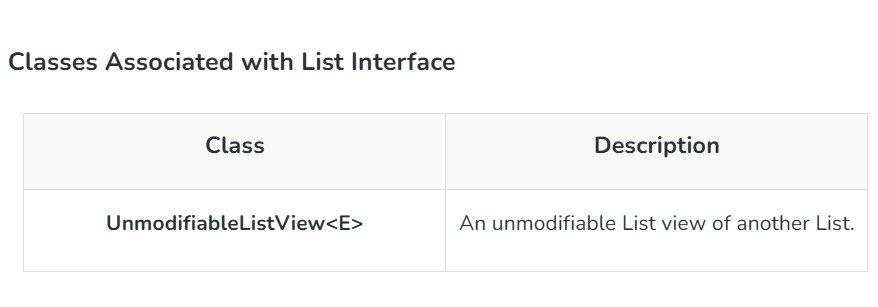 Classes Associated with List Interface
Class Description
UnmodifiableListView<E> An unmodifiable List view of another List.